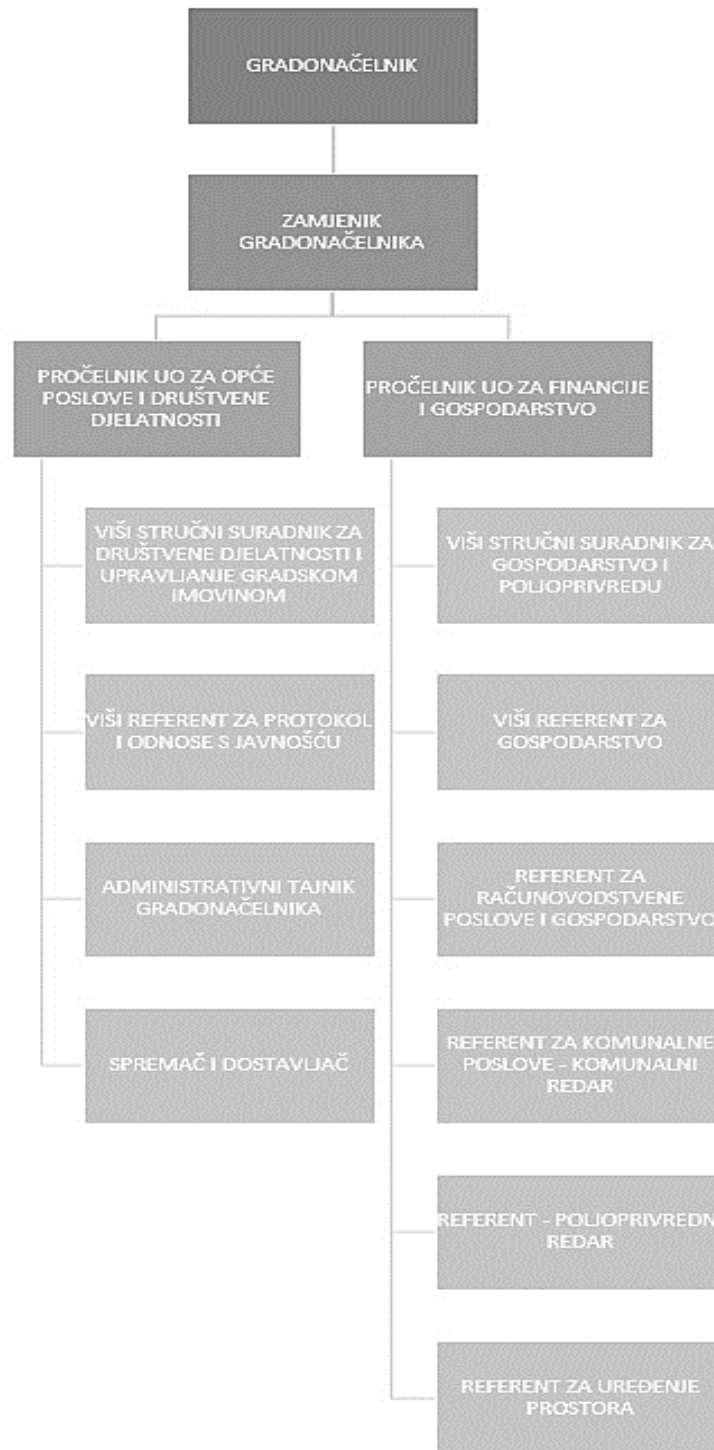 GRADONAČELNIK
ZAMJENIK
GRADONAČELNIKA
PROČELNIK UO ZA OPĆE
POSLOVE I DRUŠTVENE
DJELATNOSTI
VIŠI STRUČNI SURADNIK ZA
DRUŠTVENE DJELATNOSTI I
UPRAVLJANJE GRADSKOM
IMOVINOM
VIŠI REFERENT ZA PROTOKOL
I ODNOSE S JAVNOŠĆU
ADMINISTRATIVNI TAJNIK
GRADONAČELNIKA
SPREMAČ I DOSTAVLJAČ
PROČELNIK UO ZA FINANCIJE
I GOSPODARSTVO
VIŠI STRUČNI SURADNIK ZA
GOSPODARSTVO I
POLJOPRIVREDU
VIŠI REFERENT ZA
GOSPODARSTVO
REFERENT ZA
RAČUNOVODSTVENE
POSLOVE I GOSPODARSTVO
REFERENT ZA KOMUNALNE
POSLOVE - KOMUNALNI
REDAR
REFERENT - POLJOPRIVREDN
REDAR
REFERENT ZA UREĐENJE
PROSTORA